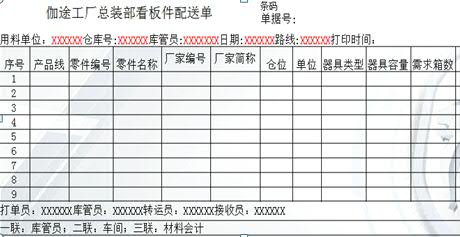 伽途工厂总装部看板件配送单
条码
单据号:
用料单位: XXXXXX仓库号:XXXXXX库管员:XXXXXXX日期:XXXXXX路线:XXXXXX打印时间:
序号 产品线 零件编号 零件名称 厂家编号 厂家简称 仓位 单位 器具类型 器具容量 需求箱数
1
2
3
4
5
6
7
8
9
打单员: XXXXXX库管员: XXXXXX转运员: XXXXXX接收员: XXXXXX
一联: 库管员; 二联: 车间; 三联: 材料会计